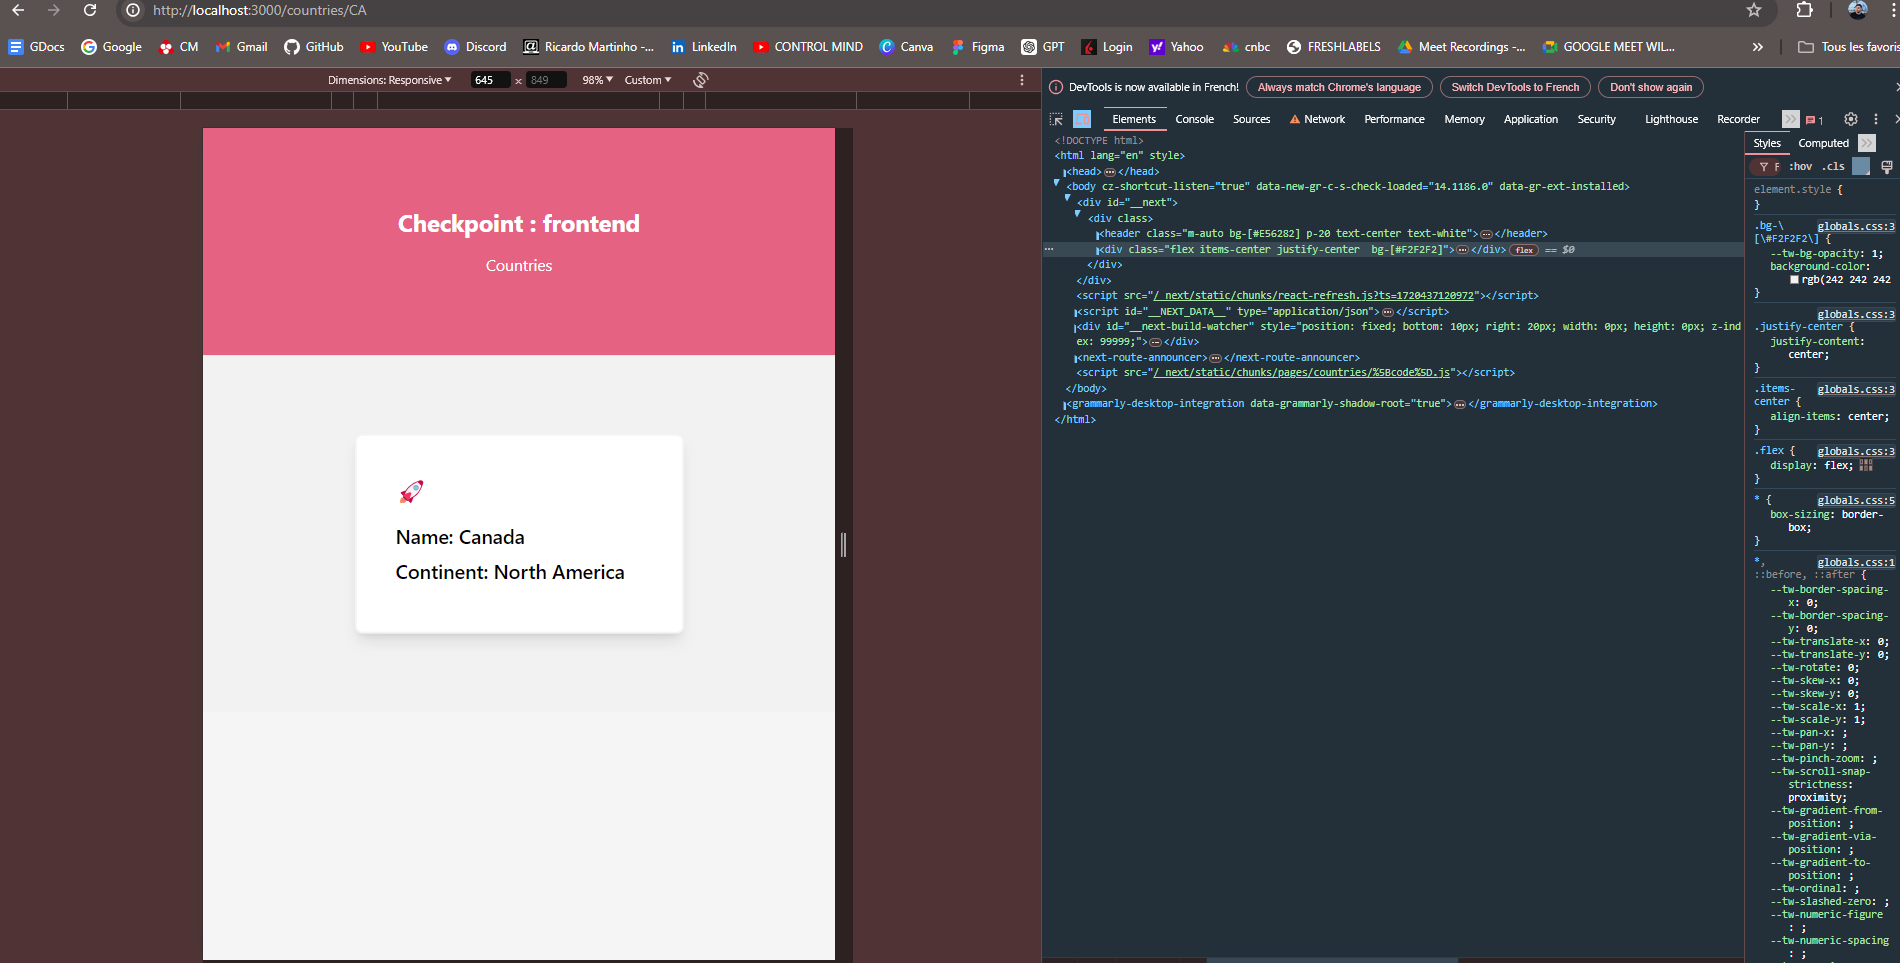 http://localhost:3000/countries/CA
GDocs Google CM Gmail GitHub YouTube Discord Ricardo Martinho -... LinkedIn CONTROL MIND Canva Figma GPT Login Yahoo cnbc FRESHLABELS Meet Recordings -... GOOGLE MEET WIL... » Tous les favoris
Dimensions: Responsive 645 × 849 98% Custom
Checkpoint : frontend
Countries
Name: Canada
Continent: North America
DevTools is now available in French! Always match Chrome's language Switch DevTools to French Don't show again
Elements Console Sources Network Performance Memory Application Security Lighthouse Recorder » 1
<!DOCTYPE html>
<html lang="en" style>
<head>…</head>
<body cz-shortcut-listen="true" data-new-gr-c-s-check-loaded="14.1186.0" data-gr-ext-installed>
<div id="__next">
<div class>
<header class="m-auto bg-[#E56282] p-20 text-center text-white">…</header>
<div class="flex items-center justify-center  bg-[#F2F2F2]">…</div> flex == $0
</div>
</div>
<script src="/_next/static/chunks/react-refresh.js?ts=1720437120972"></script>
<script id="__NEXT_DATA__" type="application/json">…</script>
<div id="__next-build-watcher" style="position: fixed; bottom: 10px; right: 20px; width: 0px; height: 0px; z-ind
ex: 99999;">…</div>
<next-route-announcer>…</next-route-announcer>
<script src="/_next/static/chunks/pages/countries/%5Bcode%5D.js"></script>
</body>
<grammarly-desktop-integration data-grammarly-shadow-root="true">…</grammarly-desktop-integration>
</html>
Styles Computed »
F :hov .cls
element.style {
}
.bg-\ globals.css:3
[\#F2F2F2\] {
--tw-bg-opacity: 1;
background-color:
rgb(242 242 242
}
globals.css:3
.justify-center {
justify-content:
center;
}
.items- globals.css:3
center {
align-items: center;
}
.flex { globals.css:3
display: flex;
}
* { globals.css:5
box-sizing: border-
box;
}
*, globals.css:1
::before, ::after {
--tw-border-spacing-
x: 0;
--tw-border-spacing-
y: 0;
--tw-translate-x: 0;
--tw-translate-y: 0;
--tw-rotate: 0;
--tw-skew-x: 0;
--tw-skew-y: 0;
--tw-scale-x: 1;
--tw-scale-y: 1;
--tw-pan-x: ;
--tw-pan-y: ;
--tw-pinch-zoom: ;
--tw-scroll-snap-
strictness:
proximity;
--tw-gradient-from-
position: ;
--tw-gradient-via-
position: ;
--tw-gradient-to-
position: ;
--tw-ordinal: ;
--tw-slashed-zero: ;
--tw-numeric-figure
: ;
--tw-numeric-spacing
: ;